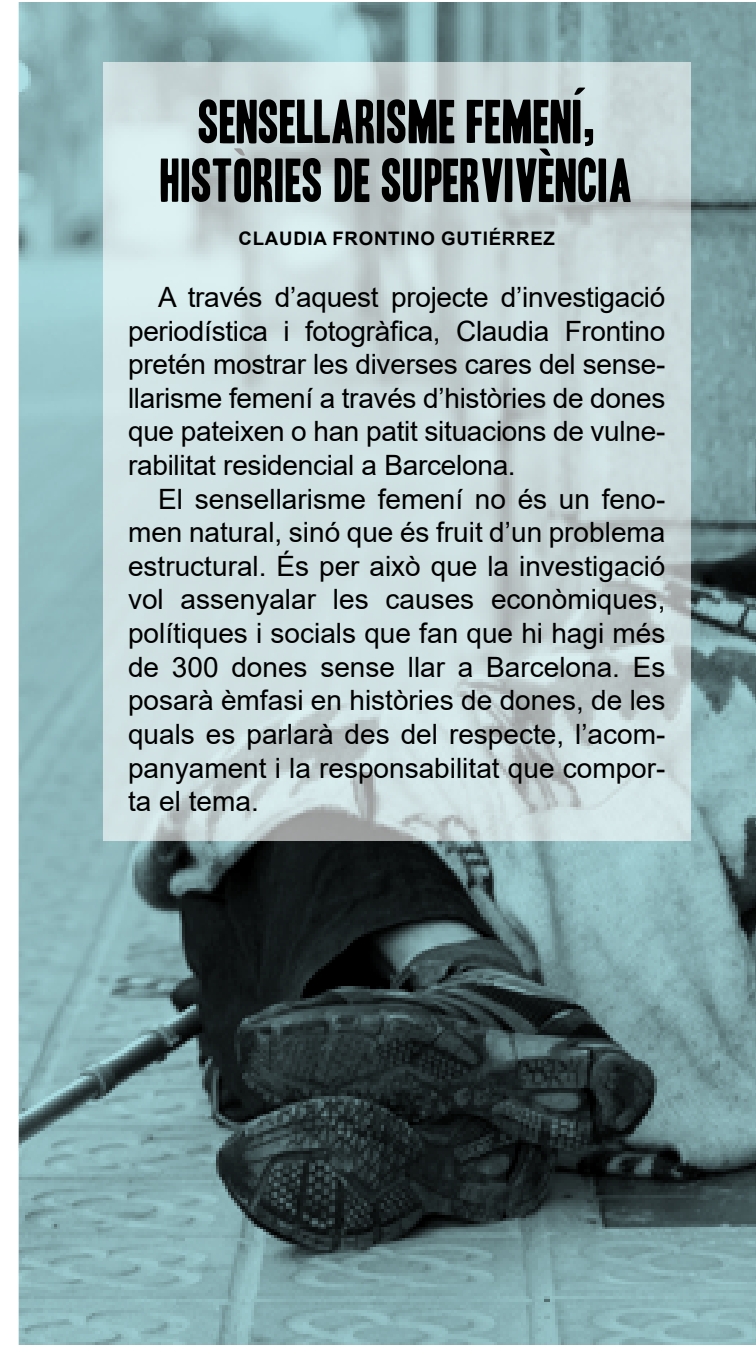 SENSELLARISME FEMENÍ,
HISTÒRIES DE SUPERVIVÈNCIA
CLAUDIA FRONTINO GUTIÉRREZ
A través d’aquest projecte d’investigació
periodística i fotogràfica, Claudia Frontino
pretén mostrar les diverses cares del sense-
llarisme femení a través d’històries de dones
que pateixen o han patit situacions de vulne-
rabilitat residencial a Barcelona.
El sensellarisme femení no és un feno-
men natural, sinó que és fruit d’un problema
estructural. És per això que la investigació
vol assenyalar les causes econòmiques,
polítiques i socials que fan que hi hagi més
de 300 dones sense llar a Barcelona. Es
posarà èmfasi en històries de dones, de les
quals es parlarà des del respecte, l’acom-
panyament i la responsabilitat que compor-
ta el tema.